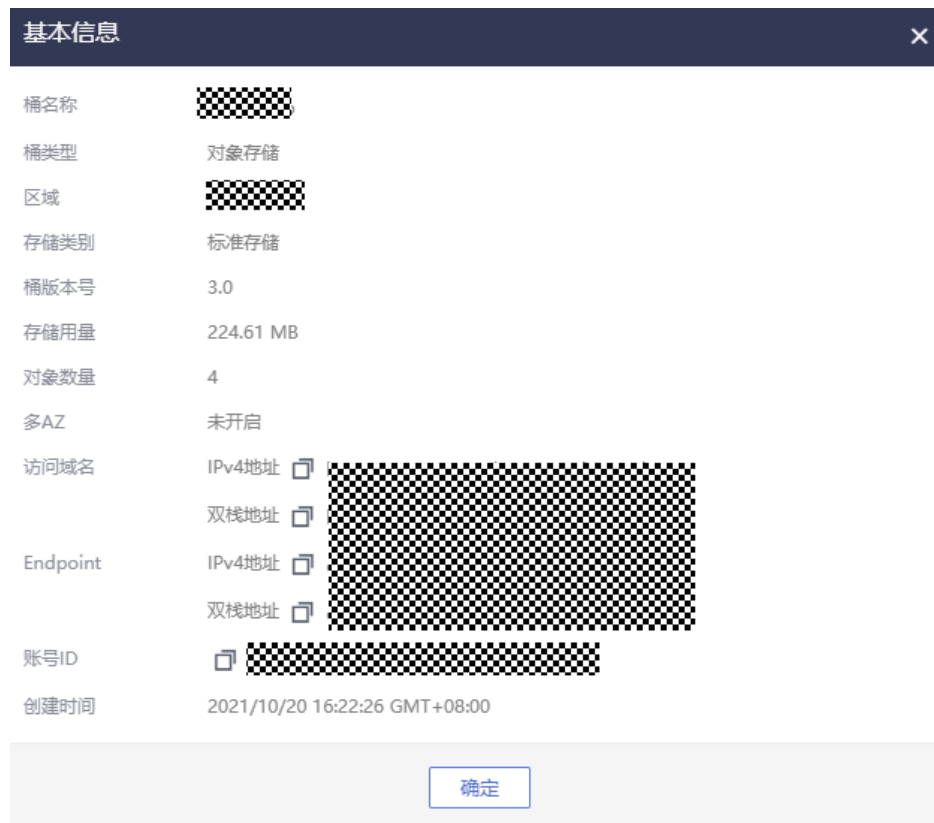 基本信息
桶名称
桶类型 对象存储
区域
存储类别 标准存储
桶版本号 3.0
存储用量 224.61 MB
对象数量 4
多AZ 未开启
访问域名 IPv4地址
双栈地址
Endpoint IPv4地址
双栈地址
账号ID
创建时间 2021/10/20 16:22:26 GMT+08:00
确定